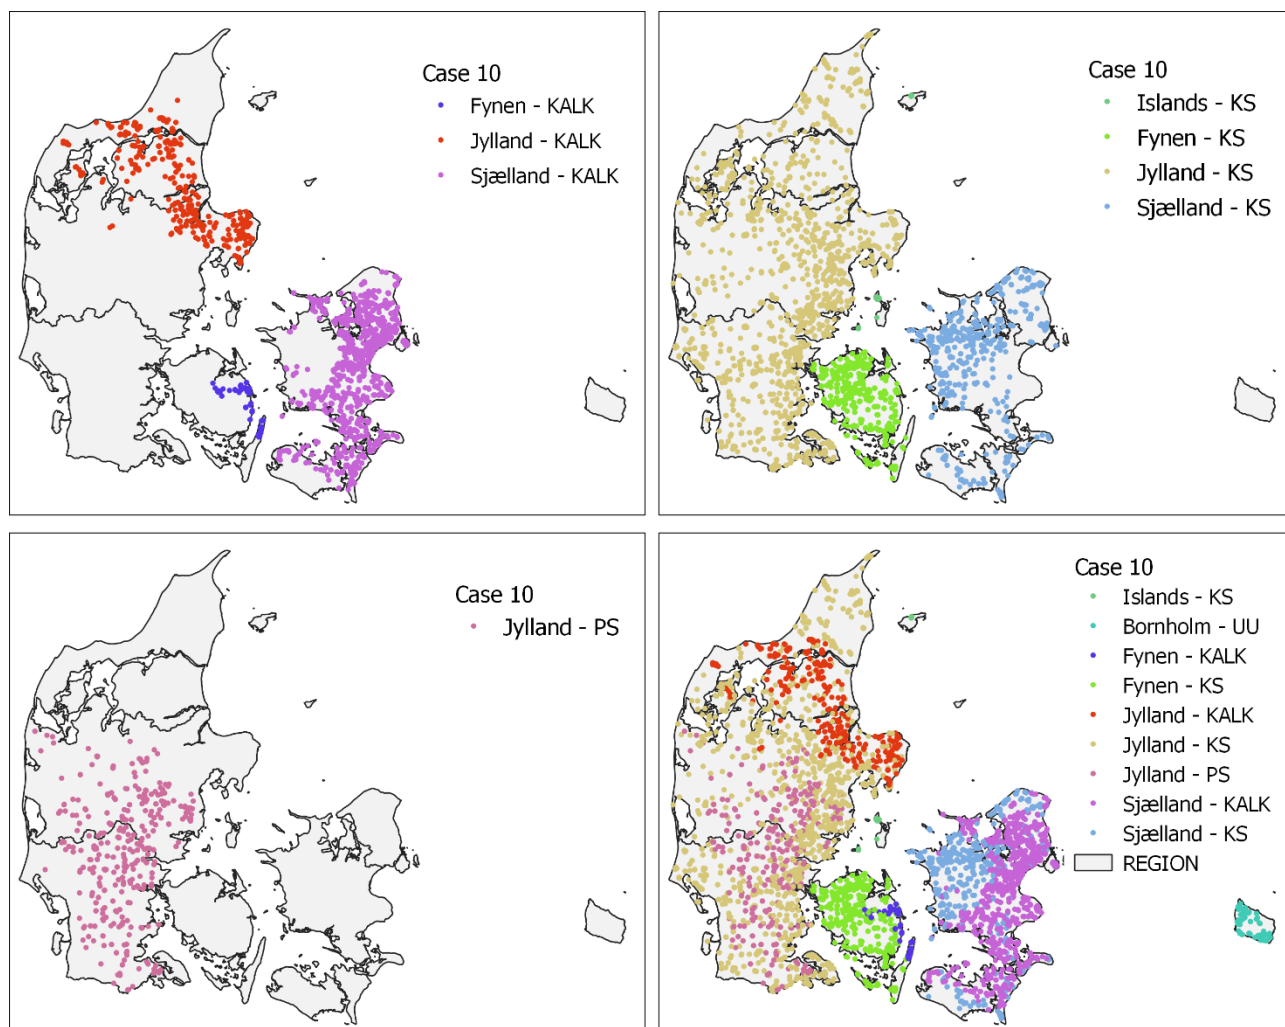 Case 10
Fynen - KALK
Jylland - KALK
Sjælland - KALK
Case 10
Islands - KS
Fynen - KS
Jylland - KS
Sjælland - KS
Case 10
Jylland - PS
Case 10
Islands - KS
Bornholm - UU
Fynen - KALK
Fynen - KS
Jylland - KALK
Jylland - KS
Jylland - PS
Sjælland - KALK
Sjælland - KS
REGION